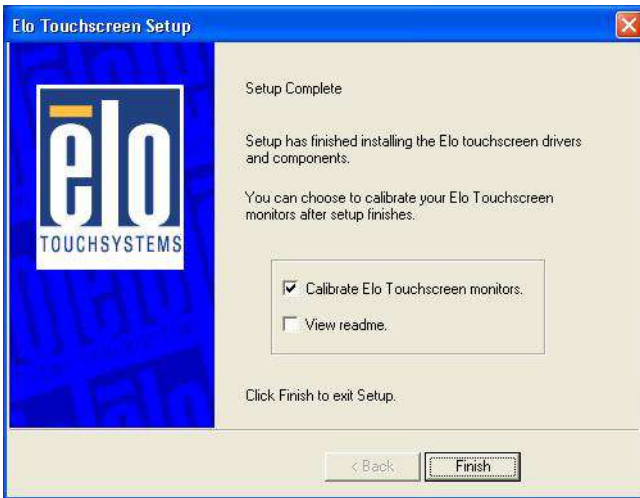 Elo Touchscreen Setup
Setup Complete
elo
TOUCHSYSTEMS
Setup has finished installing the Elo touchscreen drivers
and components.
You can choose to calibrate your Elo Touchscreen
monitors after setup finishes.
Calibrate Elo Touchscreen monitors.
View readme.
Click Finish to exit Setup.
< Back
Finish